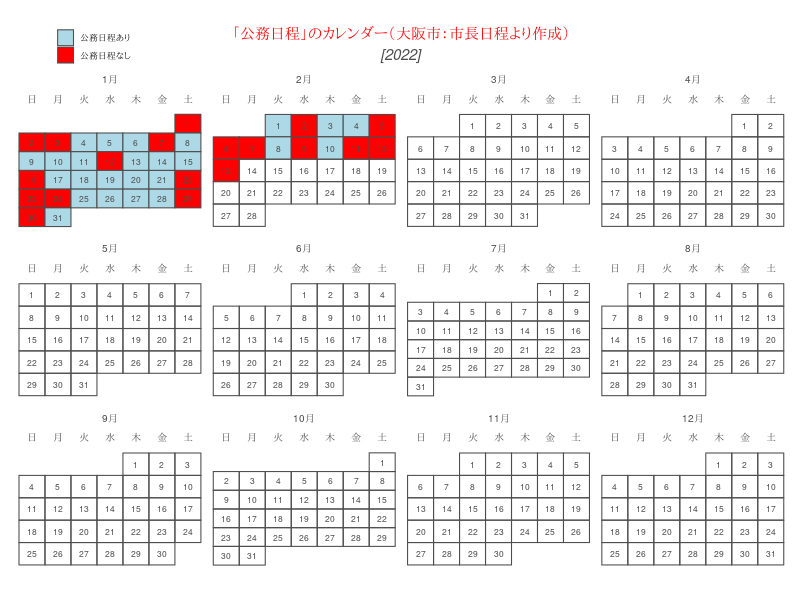 公務日程あり
公務日程なし
「公務日程」のカレンダー（大阪市：市長日程より作成）
[2022]
1月
日 月 火 水 木 金 土
4 5 6 8
9 10 11 13 14 15
17 18 19 20 21
25 26 27 28
31
2月
日 月 火 水 木 金 土
1 3 4
8 10
14 15 16 17 18 19
20 21 22 23 24 25 26
27 28
3月
日 月 火 水 木 金 土
1 2 3 4 5
6 7 8 9 10 11 12
13 14 15 16 17 18 19
20 21 22 23 24 25 26
27 28 29 30 31
4月
日 月 火 水 木 金 土
1 2
3 4 5 6 7 8 9
10 11 12 13 14 15 16
17 18 19 20 21 22 23
24 25 26 27 28 29 30
5月
日 月 火 水 木 金 土
1 2 3 4 5 6 7
8 9 10 11 12 13 14
15 16 17 18 19 20 21
22 23 24 25 26 27 28
29 30 31
6月
日 月 火 水 木 金 土
1 2 3 4
5 6 7 8 9 10 11
12 13 14 15 16 17 18
19 20 21 22 23 24 25
26 27 28 29 30
7月
日 月 火 水 木 金 土
1 2
3 4 5 6 7 8 9
10 11 12 13 14 15 16
17 18 19 20 21 22 23
24 25 26 27 28 29 30
31
8月
日 月 火 水 木 金 土
1 2 3 4 5 6
7 8 9 10 11 12 13
14 15 16 17 18 19 20
21 22 23 24 25 26 27
28 29 30 31
9月
日 月 火 水 木 金 土
1 2 3
4 5 6 7 8 9 10
11 12 13 14 15 16 17
18 19 20 21 22 23 24
25 26 27 28 29 30
10月
日 月 火 水 木 金 土
1
2 3 4 5 6 7 8
9 10 11 12 13 14 15
16 17 18 19 20 21 22
23 24 25 26 27 28 29
30 31
11月
日 月 火 水 木 金 土
1 2 3 4 5
6 7 8 9 10 11 12
13 14 15 16 17 18 19
20 21 22 23 24 25 26
27 28 29 30
12月
日 月 火 水 木 金 土
1 2 3
4 5 6 7 8 9 10
11 12 13 14 15 16 17
18 19 20 21 22 23 24
25 26 27 28 29 30 31